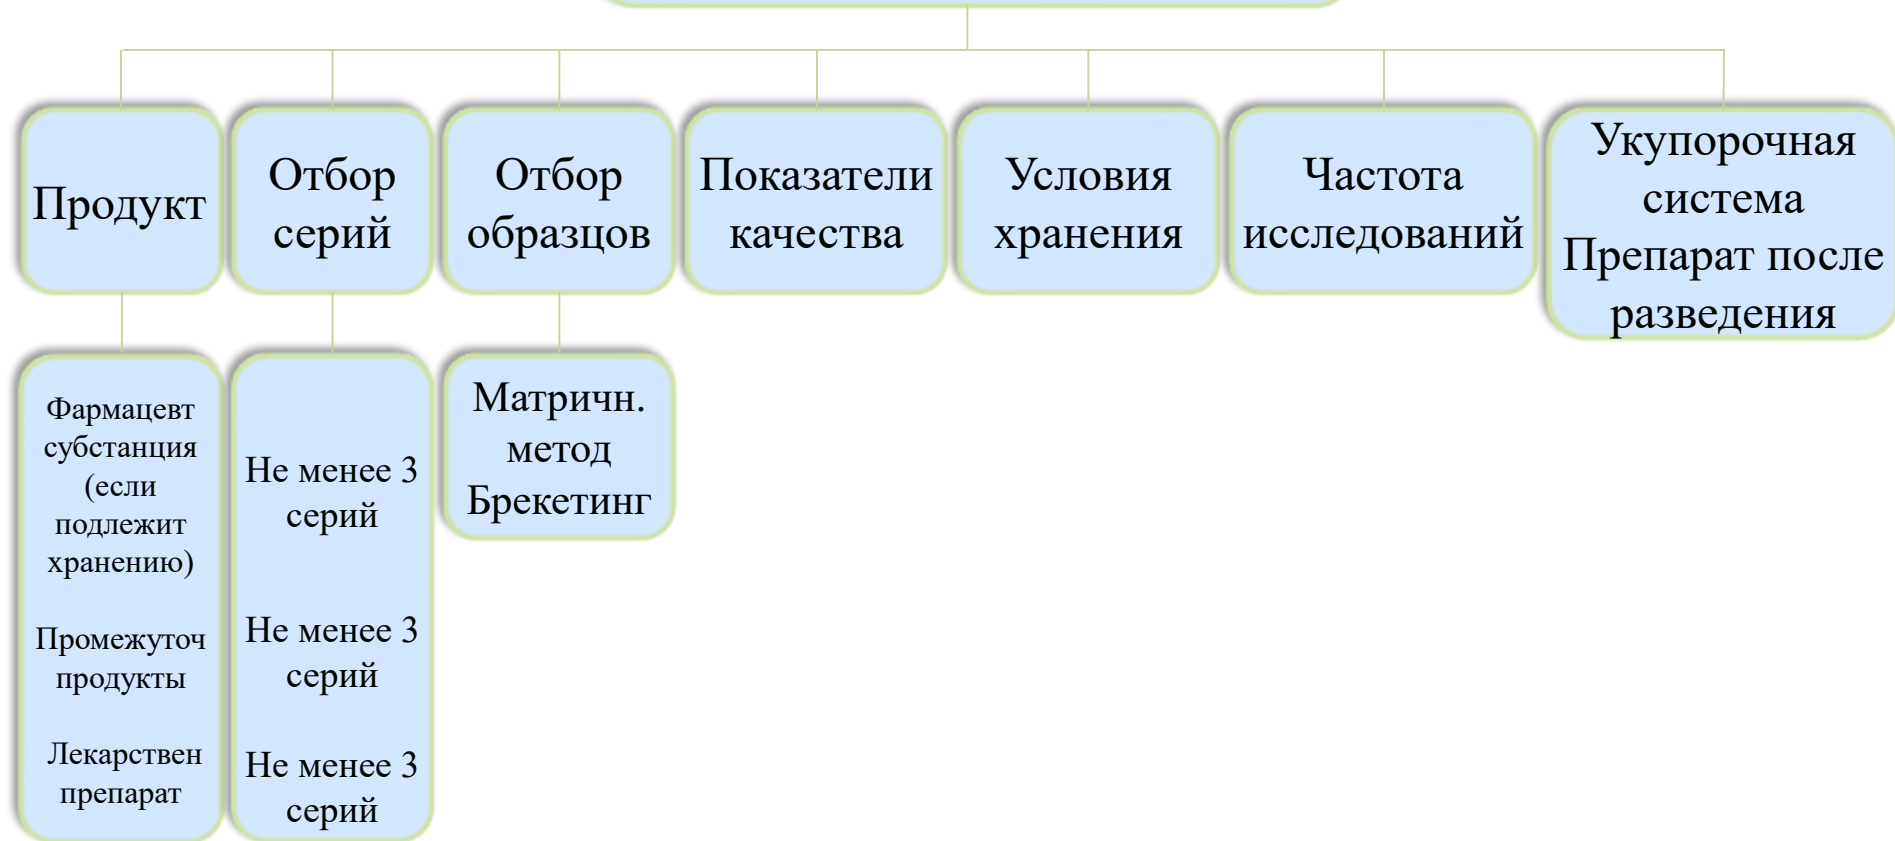 Продукт
Отбор
серий
Отбор
образцов
Показатели
качества
Условия
хранения
Частота
исследований
Укупорочная
система
Препарат после
разведения
Фармацевт
субстанция
(если
подлежит
хранению)
Промежуточ
продукты
Лекарствен
препарат
Не менее 3
серий
Не менее 3
серий
Не менее 3
серий
Матричн.
метод
Брекетинг